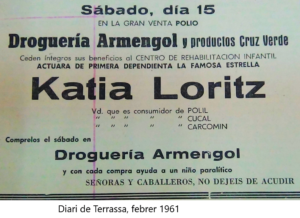 Sábado, día 15
EN LA GRAN VENTA POLIO
Droguería Armengol y productos Cruz Verde
Ceden íntegros sus beneficios al CENTRO DE REHABILITACION INFANTIL
ACTUARA DE PRIMERA DEPENDIENTA LA FAMOSA ESTRELLA
Katia Loritz
Vd. que es consumidor de POLIL
" " " " CUCAL
" " " " CARCOMIN
Compreles el sábado en
Droguería Armengol
y con cada compra ayuda a un niño paralítico
SEÑORAS Y CABALLEROS, NO DEJEIS DE ACUDIR
Diari de Terrassa, febrer 1961